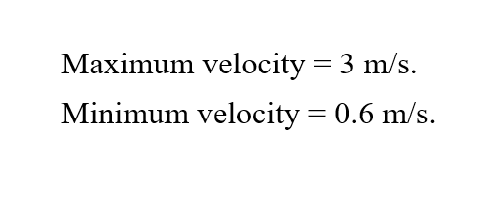 Maximum velocity = 3 m/s.
Minimum velocity = 0.6 m/s.